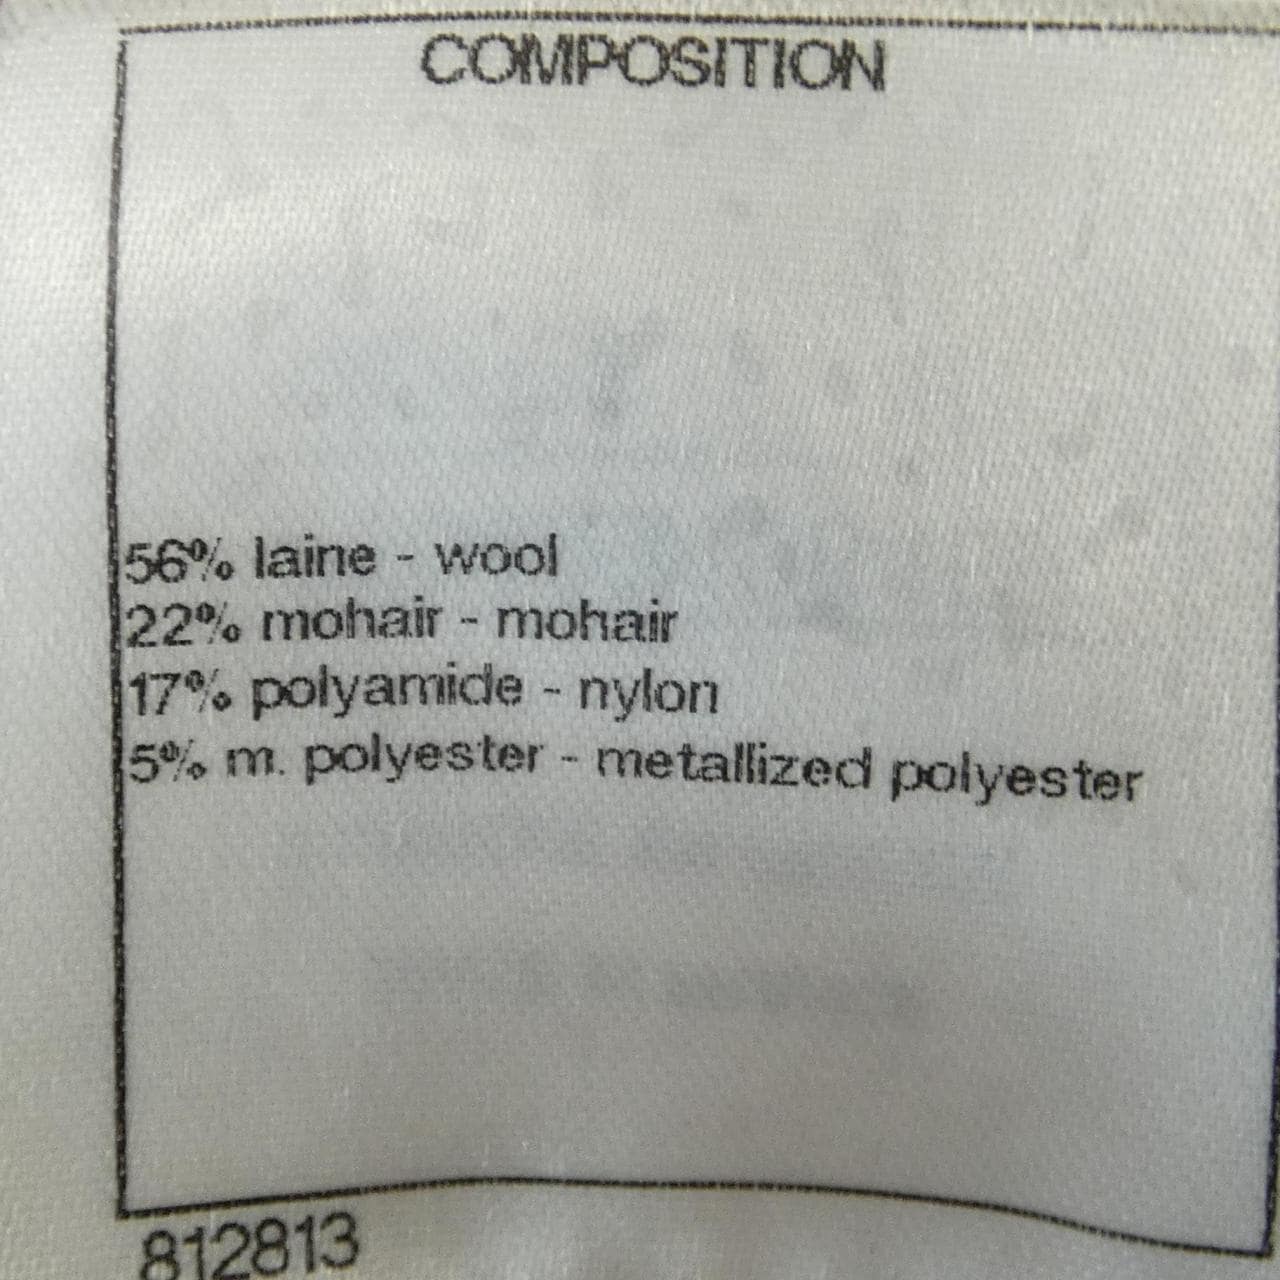 COMPOSITION
56% laine - wool
22% mohair - mohair
17% polyamide - nylon
5% m. polyester - metallized polyester
812813